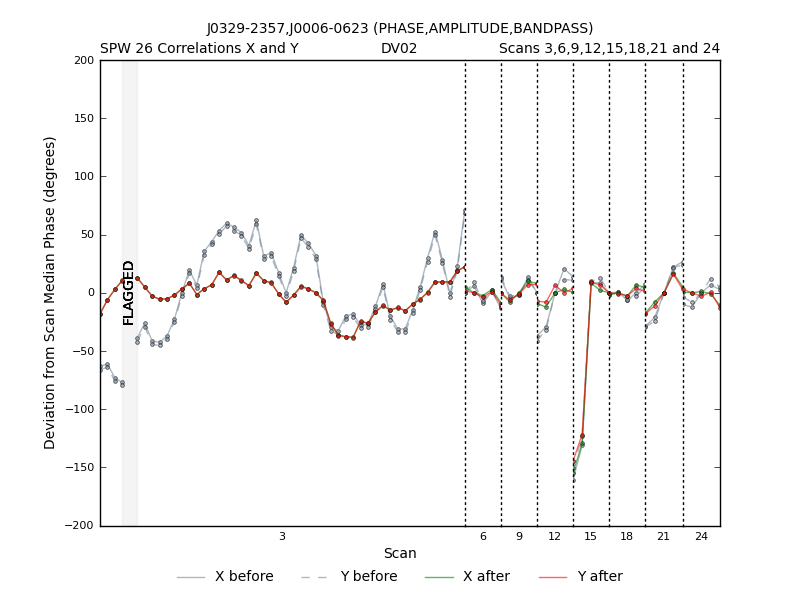 J0329-2357,J0006-0623 (PHASE,AMPLITUDE,BANDPASS)
SPW 26 Correlations X and Y DV02 Scans 3,6,9,12,15,18,21 and 24
200
150
100
50
0
−50
−100
−150
−200
Deviation from Scan Median Phase (degrees)
FLAGGED
3 6 9 12 15 18 21 24
Scan
X before Y before X after Y after